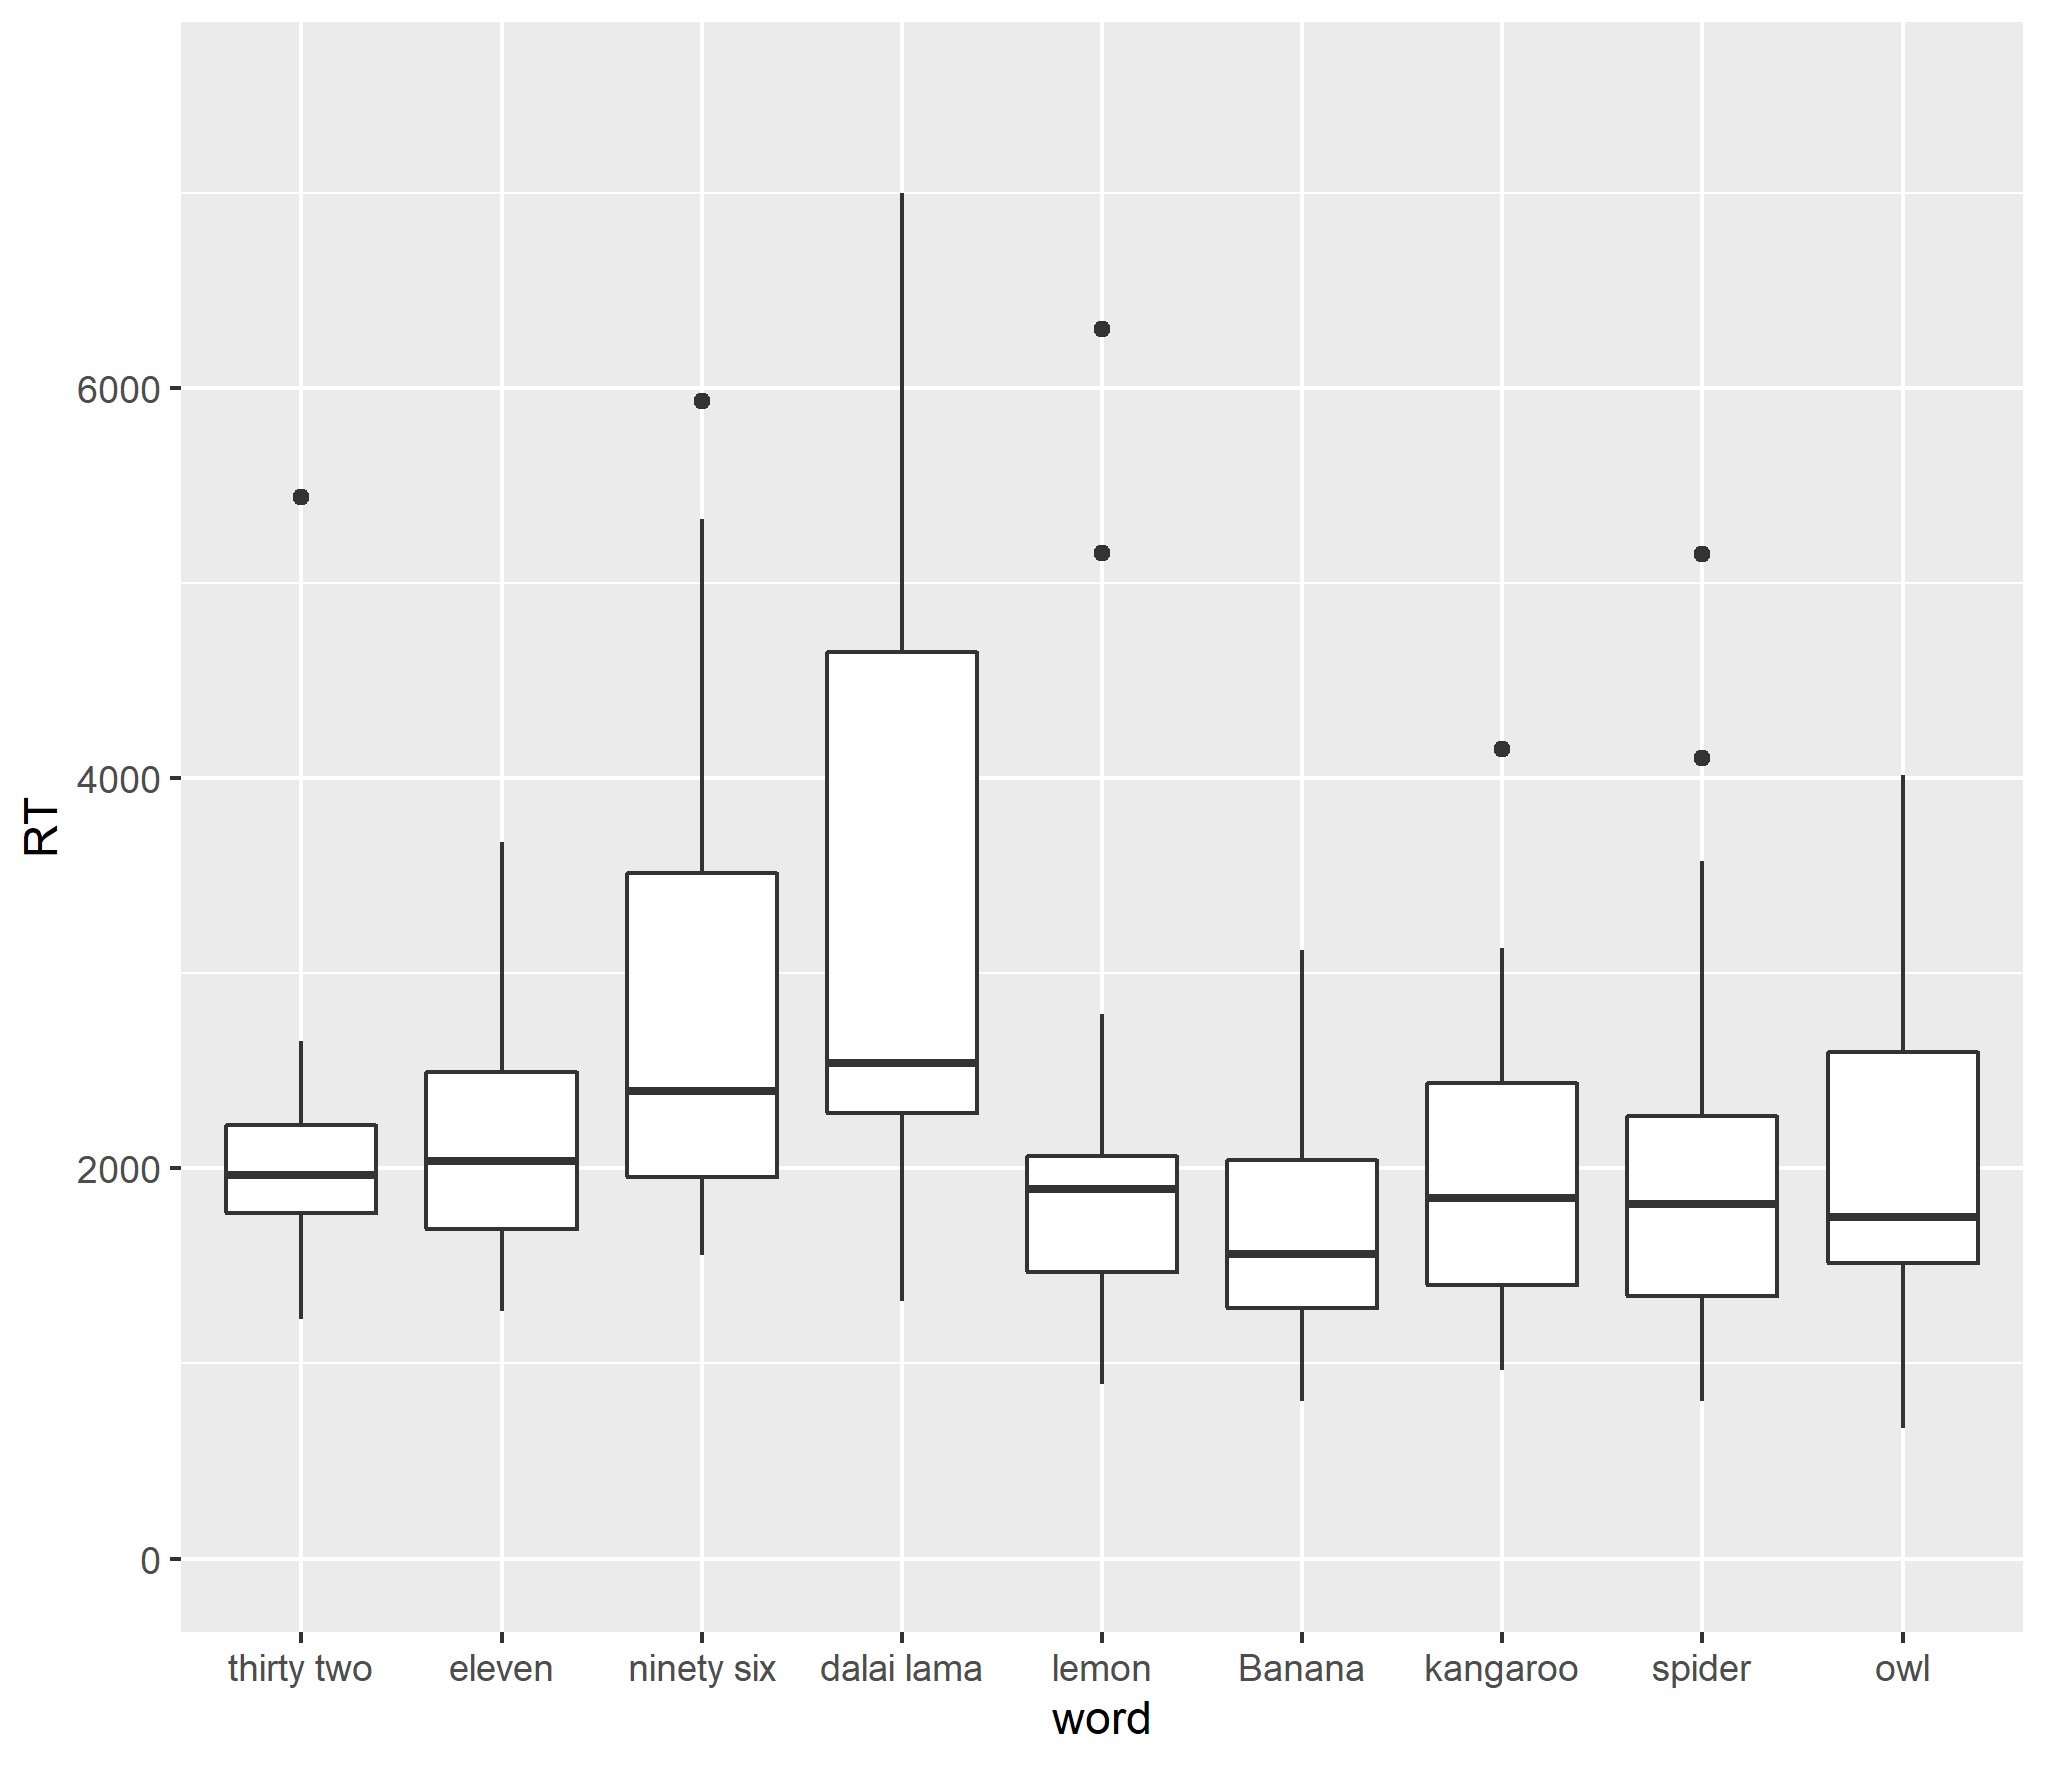 RT
6000
4000
2000
0
thirty two eleven ninety six dalai lama lemon Banana kangaroo spider owl
word